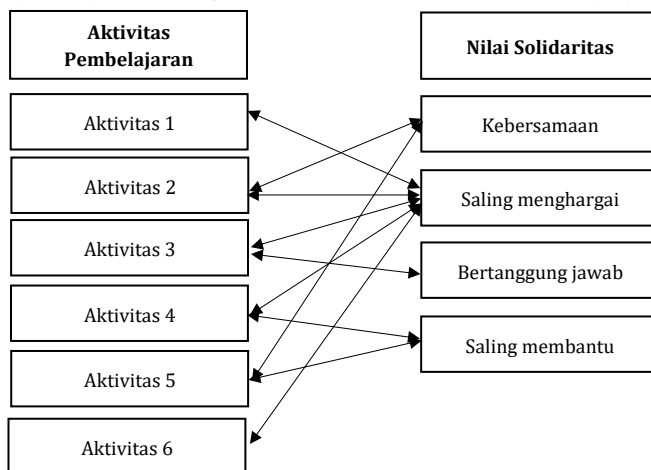 Aktivitas
Pembelajaran
Aktivitas 1
Aktivitas 2
Aktivitas 3
Aktivitas 4
Aktivitas 5
Aktivitas 6
Nilai Solidaritas
Kebersamaan
Saling menghargai
Bertanggung jawab
Saling membantu